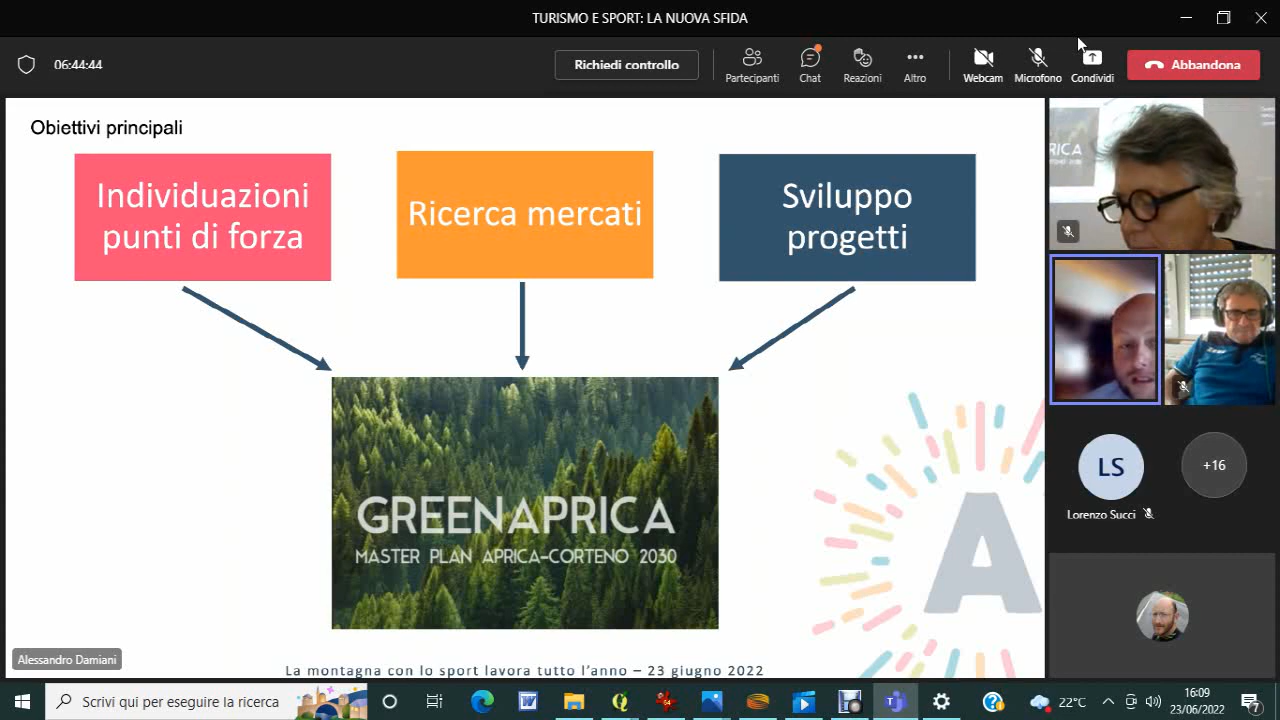 TURISMO E SPORT: LA NUOVA SFIDA
06:44:44
Richiedi controllo
Partecipanti
Chat
Reazioni
Altro
Webcam
Microfono
Condividi
Abbandona
Obiettivi principali
Individuazioni
punti di forza
Ricerca mercati
Sviluppo
progetti
GREENAPRICA
MASTER PLAN APRICA-CORTENO 2030
A
La montagna con lo sport lavora tutto l'anno – 23 giugno 2022
Alessandro Damiani
RICA
LS
+16
Lorenzo Succi
Scrivi qui per eseguire la ricerca
W
64
22°C
16:09
23/06/2022
7